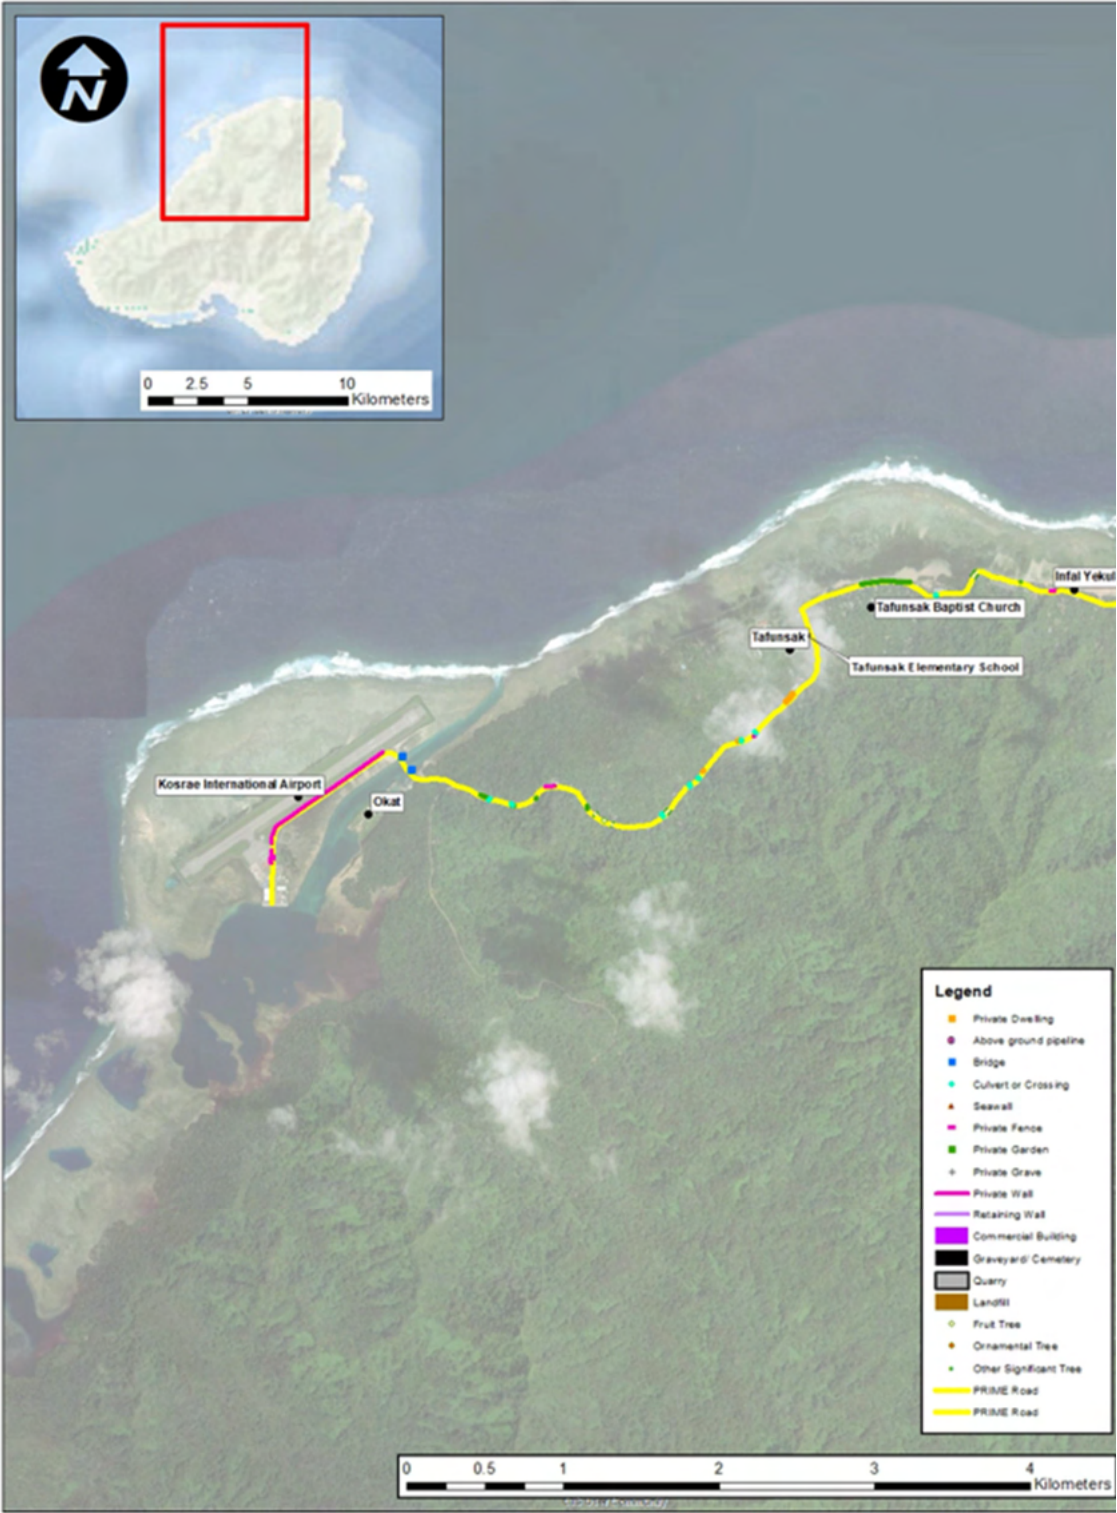 N
0 2.5 5 10
Kilometers
Infal Yekul
Tafunsak Baptist Church
Tafunsak
Tafunsak Elementary School
Kosrae International Airport
Okat
Legend
Private Dwelling
Above ground pipeline
Bridge
Culvert or Crossing
Seawall
Private Fence
Private Garden
Private Grave
Private Wall
Retaining Wall
Commercial Building
Graveyard/ Cemetery
Quarry
Landfill
Fruit Tree
Ornamental Tree
Other Significant Tree
PRIME Road
PRIME Road
0 0.5 1 2 3 4
Kilometers